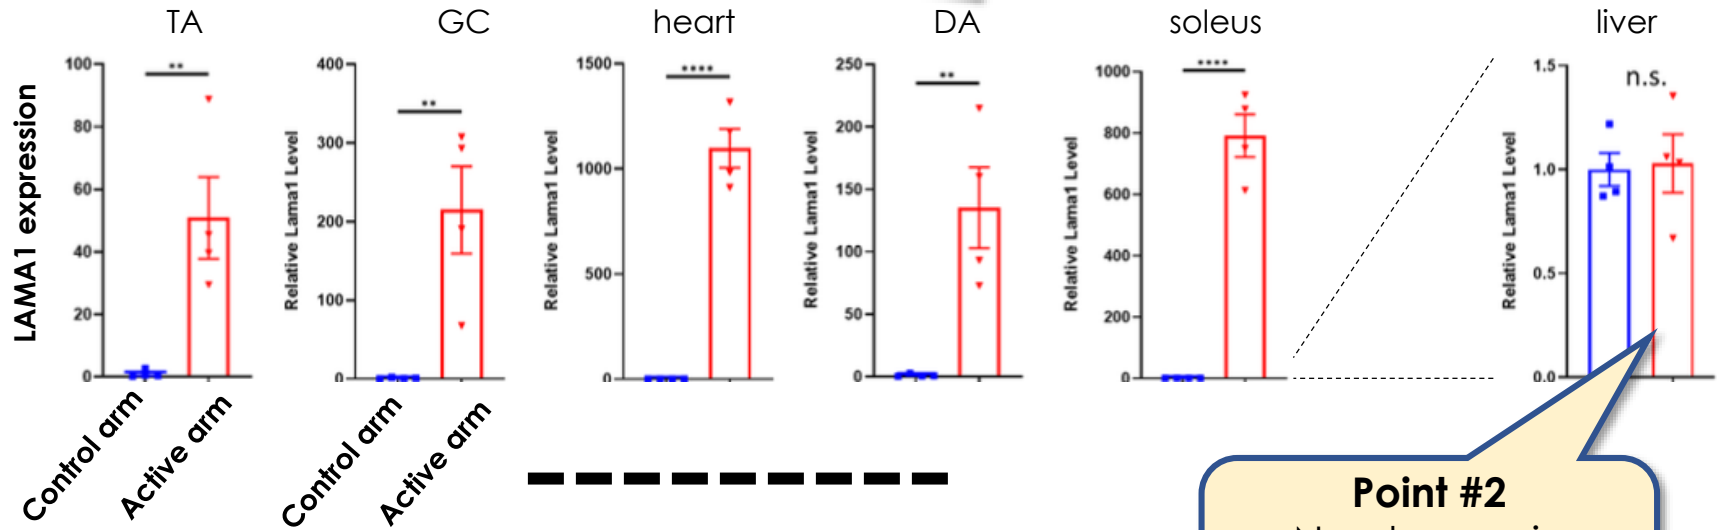 TA GC heart DA soleus liver
LAMA1 expression
100
80
60
40
20
0
**
Control arm
Active arm
Relative Lama1 Level
400
300
200
100
0
**
Control arm
Active arm
Relative Lama1 Level
1500
1000
500
0
****
Relative Lama1 Level
250
200
150
100
50
0
**
Relative Lama1 Level
1000
800
600
400
200
0
****
Relative Lama1 Level
1.5
1.0
0.5
0.0
n.s.
Point #2